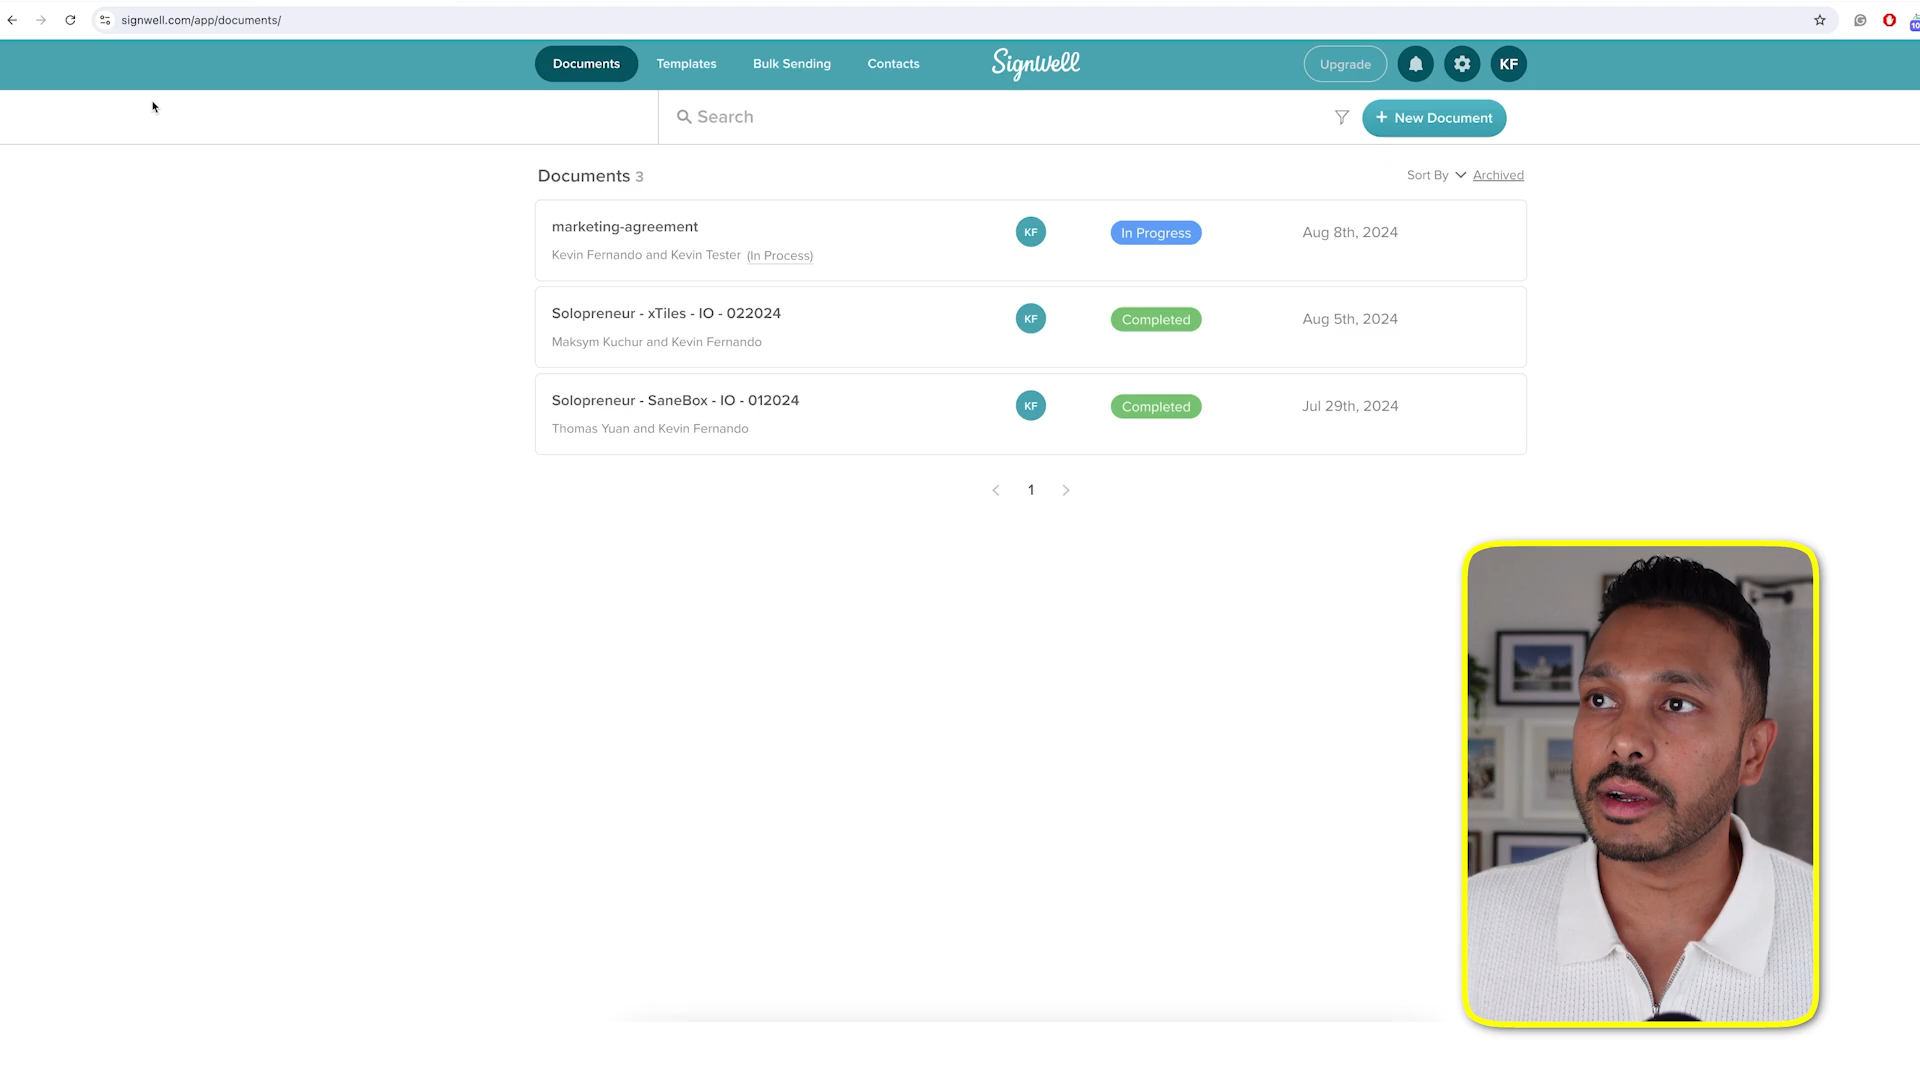 signwell.com/app/documents/
Documents
Templates
Bulk Sending
Contacts
SignWell
Upgrade
KF
Search
+ New Document
Documents 3
Sort By
Archived
marketing-agreement
KF
In Progress
Aug 8th, 2024
Kevin Fernando and Kevin Tester (In Process)
Solopreneur - xTiles - IO - 022024
KF
Completed
Aug 5th, 2024
Maksym Kuchur and Kevin Fernando
Solopreneur - SaneBox - IO - 012024
KF
Completed
Jul 29th, 2024
Thomas Yuan and Kevin Fernando
< 1 >